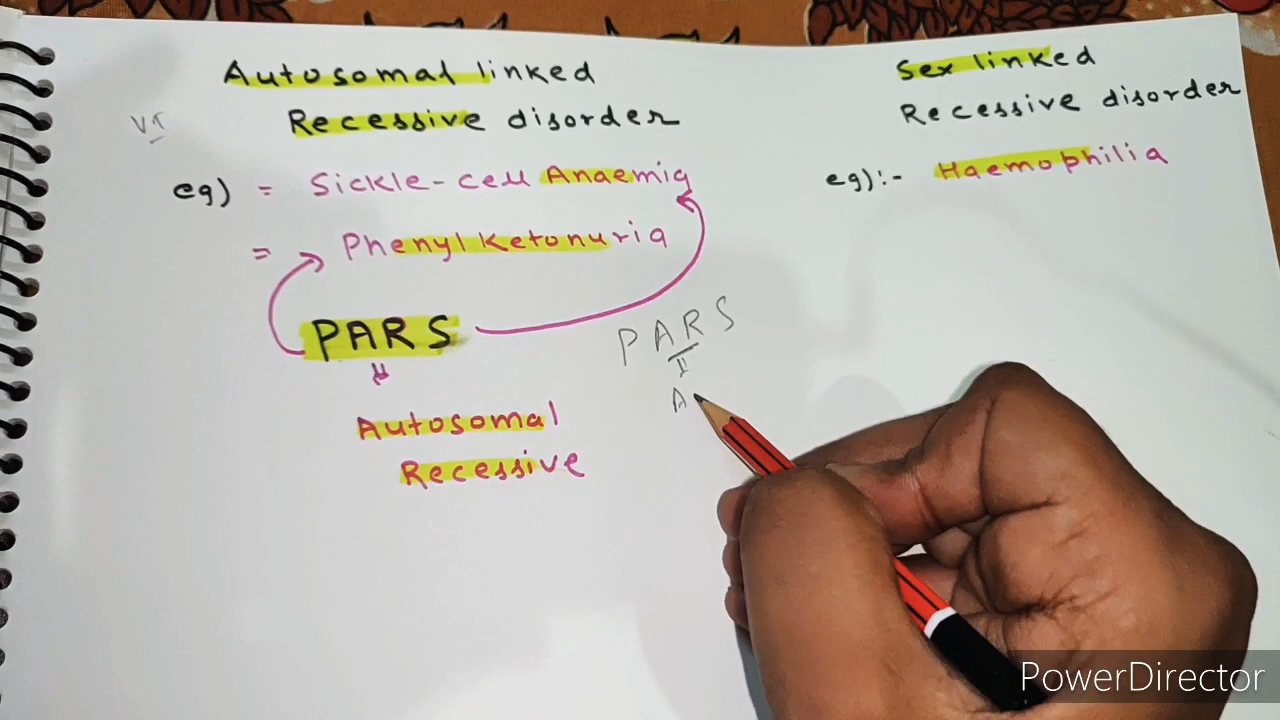 Autosomal linked
Recessive disorder
eg) = Sickle-cell Anaemia
= Phenyl Ketonuria
PARS
Autosomal
Recessive
PARS
A
Sex linked
Recessive disorder
eg):- Haemophilia
PowerDirector